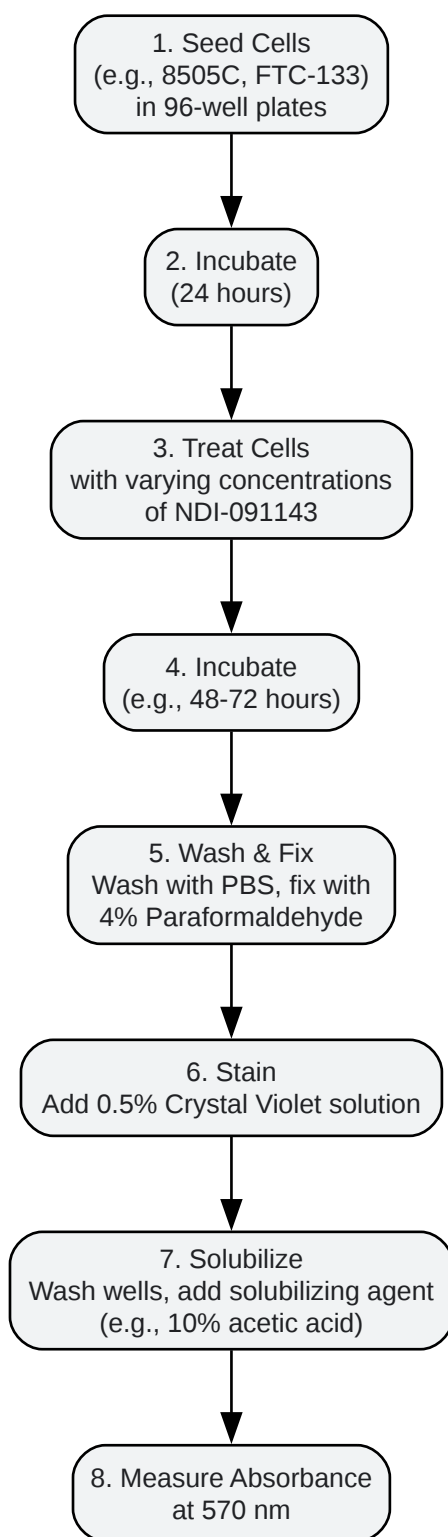 1. Seed Cells
(e.g., 8505C, FTC-133)
in 96-well plates
2. Incubate
(24 hours)
3. Treat Cells
with varying concentrations
of NDI-091143
4. Incubate
(e.g., 48-72 hours)
5. Wash & Fix
Wash with PBS, fix with
4% Paraformaldehyde
6. Stain
Add 0.5% Crystal Violet solution
7. Solubilize
Wash wells, add solubilizing agent
(e.g., 10% acetic acid)
8. Measure Absorbance
at 570 nm